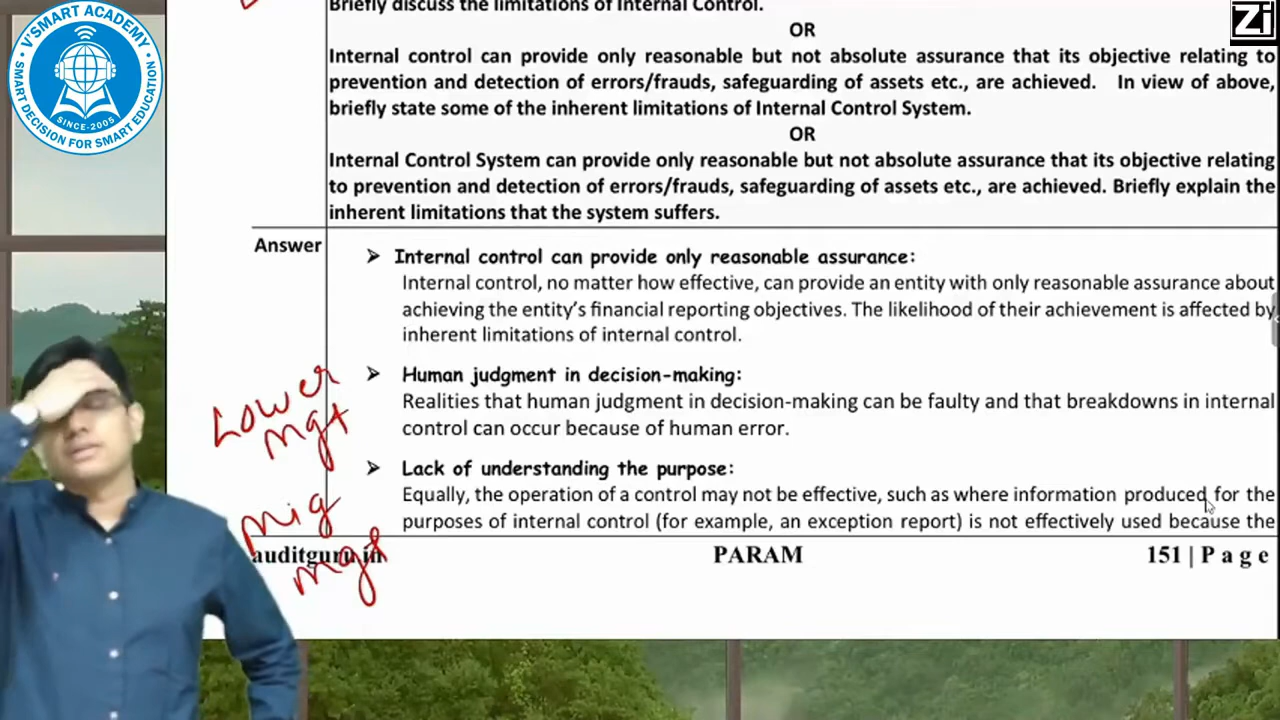 V'SMART ACADEMY
SINCE-2005
SMART DECISION FOR SMART EDUCATION
Zi
Briefly discuss the limitations of Internal Control.
OR
Internal control can provide only reasonable but not absolute assurance that its objective relating to
prevention and detection of errors/frauds, safeguarding of assets etc., are achieved. In view of above,
briefly state some of the inherent limitations of Internal Control System.
OR
Internal Control System can provide only reasonable but not absolute assurance that its objective relating
to prevention and detection of errors/frauds, safeguarding of assets etc., are achieved. Briefly explain the
inherent limitations that the system suffers.
Answer
➢ Internal control can provide only reasonable assurance:
Internal control, no matter how effective, can provide an entity with only reasonable assurance about
achieving the entity's financial reporting objectives. The likelihood of their achievement is affected by
inherent limitations of internal control.
➢ Human judgment in decision-making:
Realities that human judgment in decision-making can be faulty and that breakdowns in internal
control can occur because of human error.
Lower
mgt
➢ Lack of understanding the purpose:
Equally, the operation of a control may not be effective, such as where information produced for the
purposes of internal control (for example, an exception report) is not effectively used because the
mgt
auditguru.in
PARAM
151 | P a g e